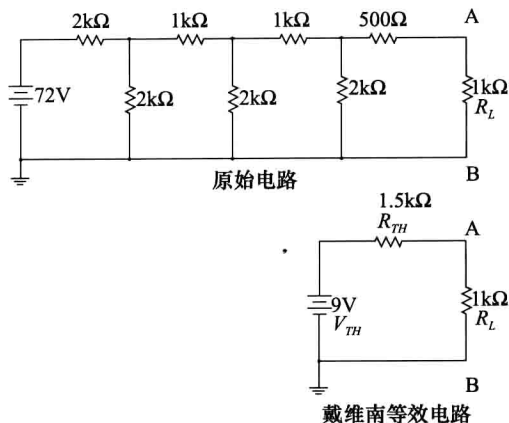 2kΩ 1kΩ 1kΩ 500Ω A
72V 2kΩ 2kΩ 2kΩ 1kΩ
R_L
B
原始电路
1.5kΩ
R_TH A
9V 1kΩ
V_TH R_L
B
戴维南等效电路